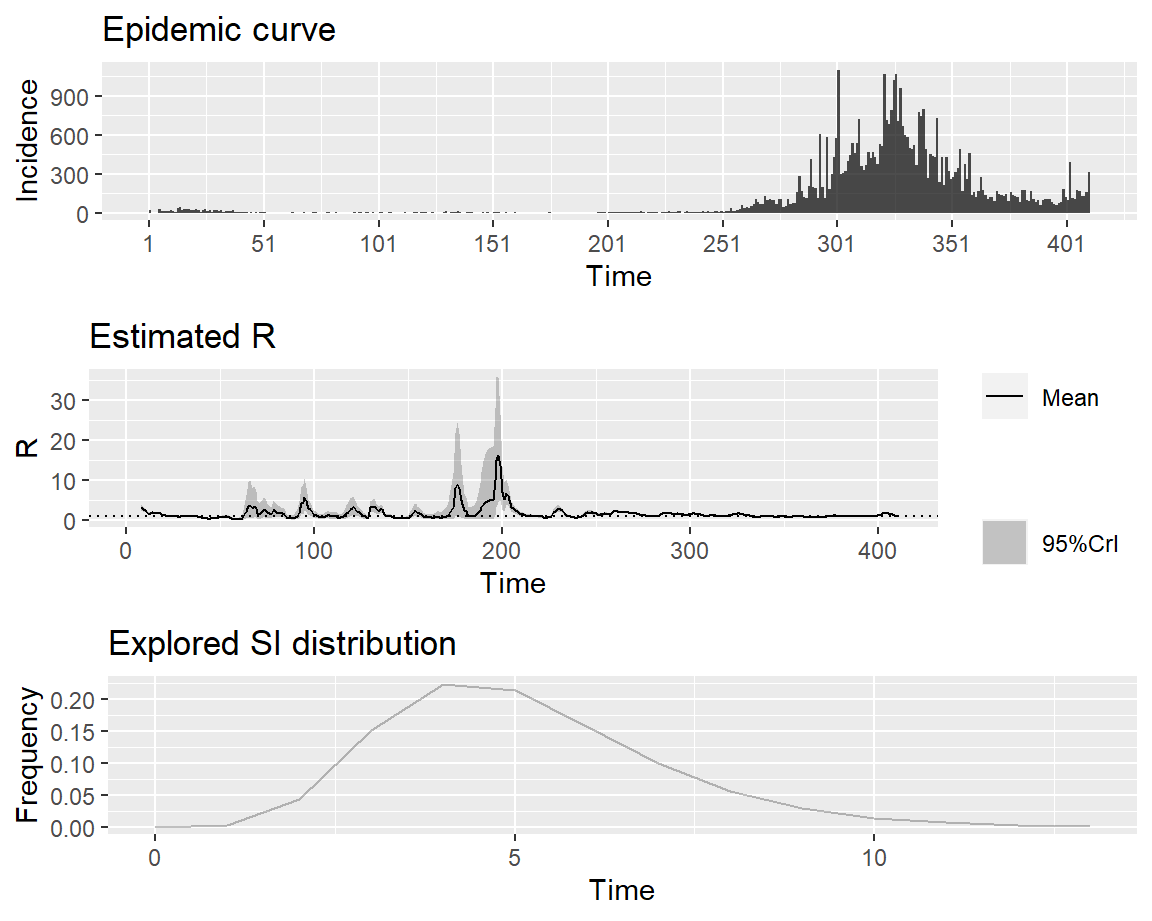 Epidemic curve
Incidence
900
600
300
0
1 51 101 151 201 251 301 351 401
Time
Estimated R
R
30
20
10
0
0 100 200 300 400
Time
Mean
95%CrI
Explored SI distribution
Frequency
0.20
0.15
0.10
0.05
0.00
0 5 10
Time